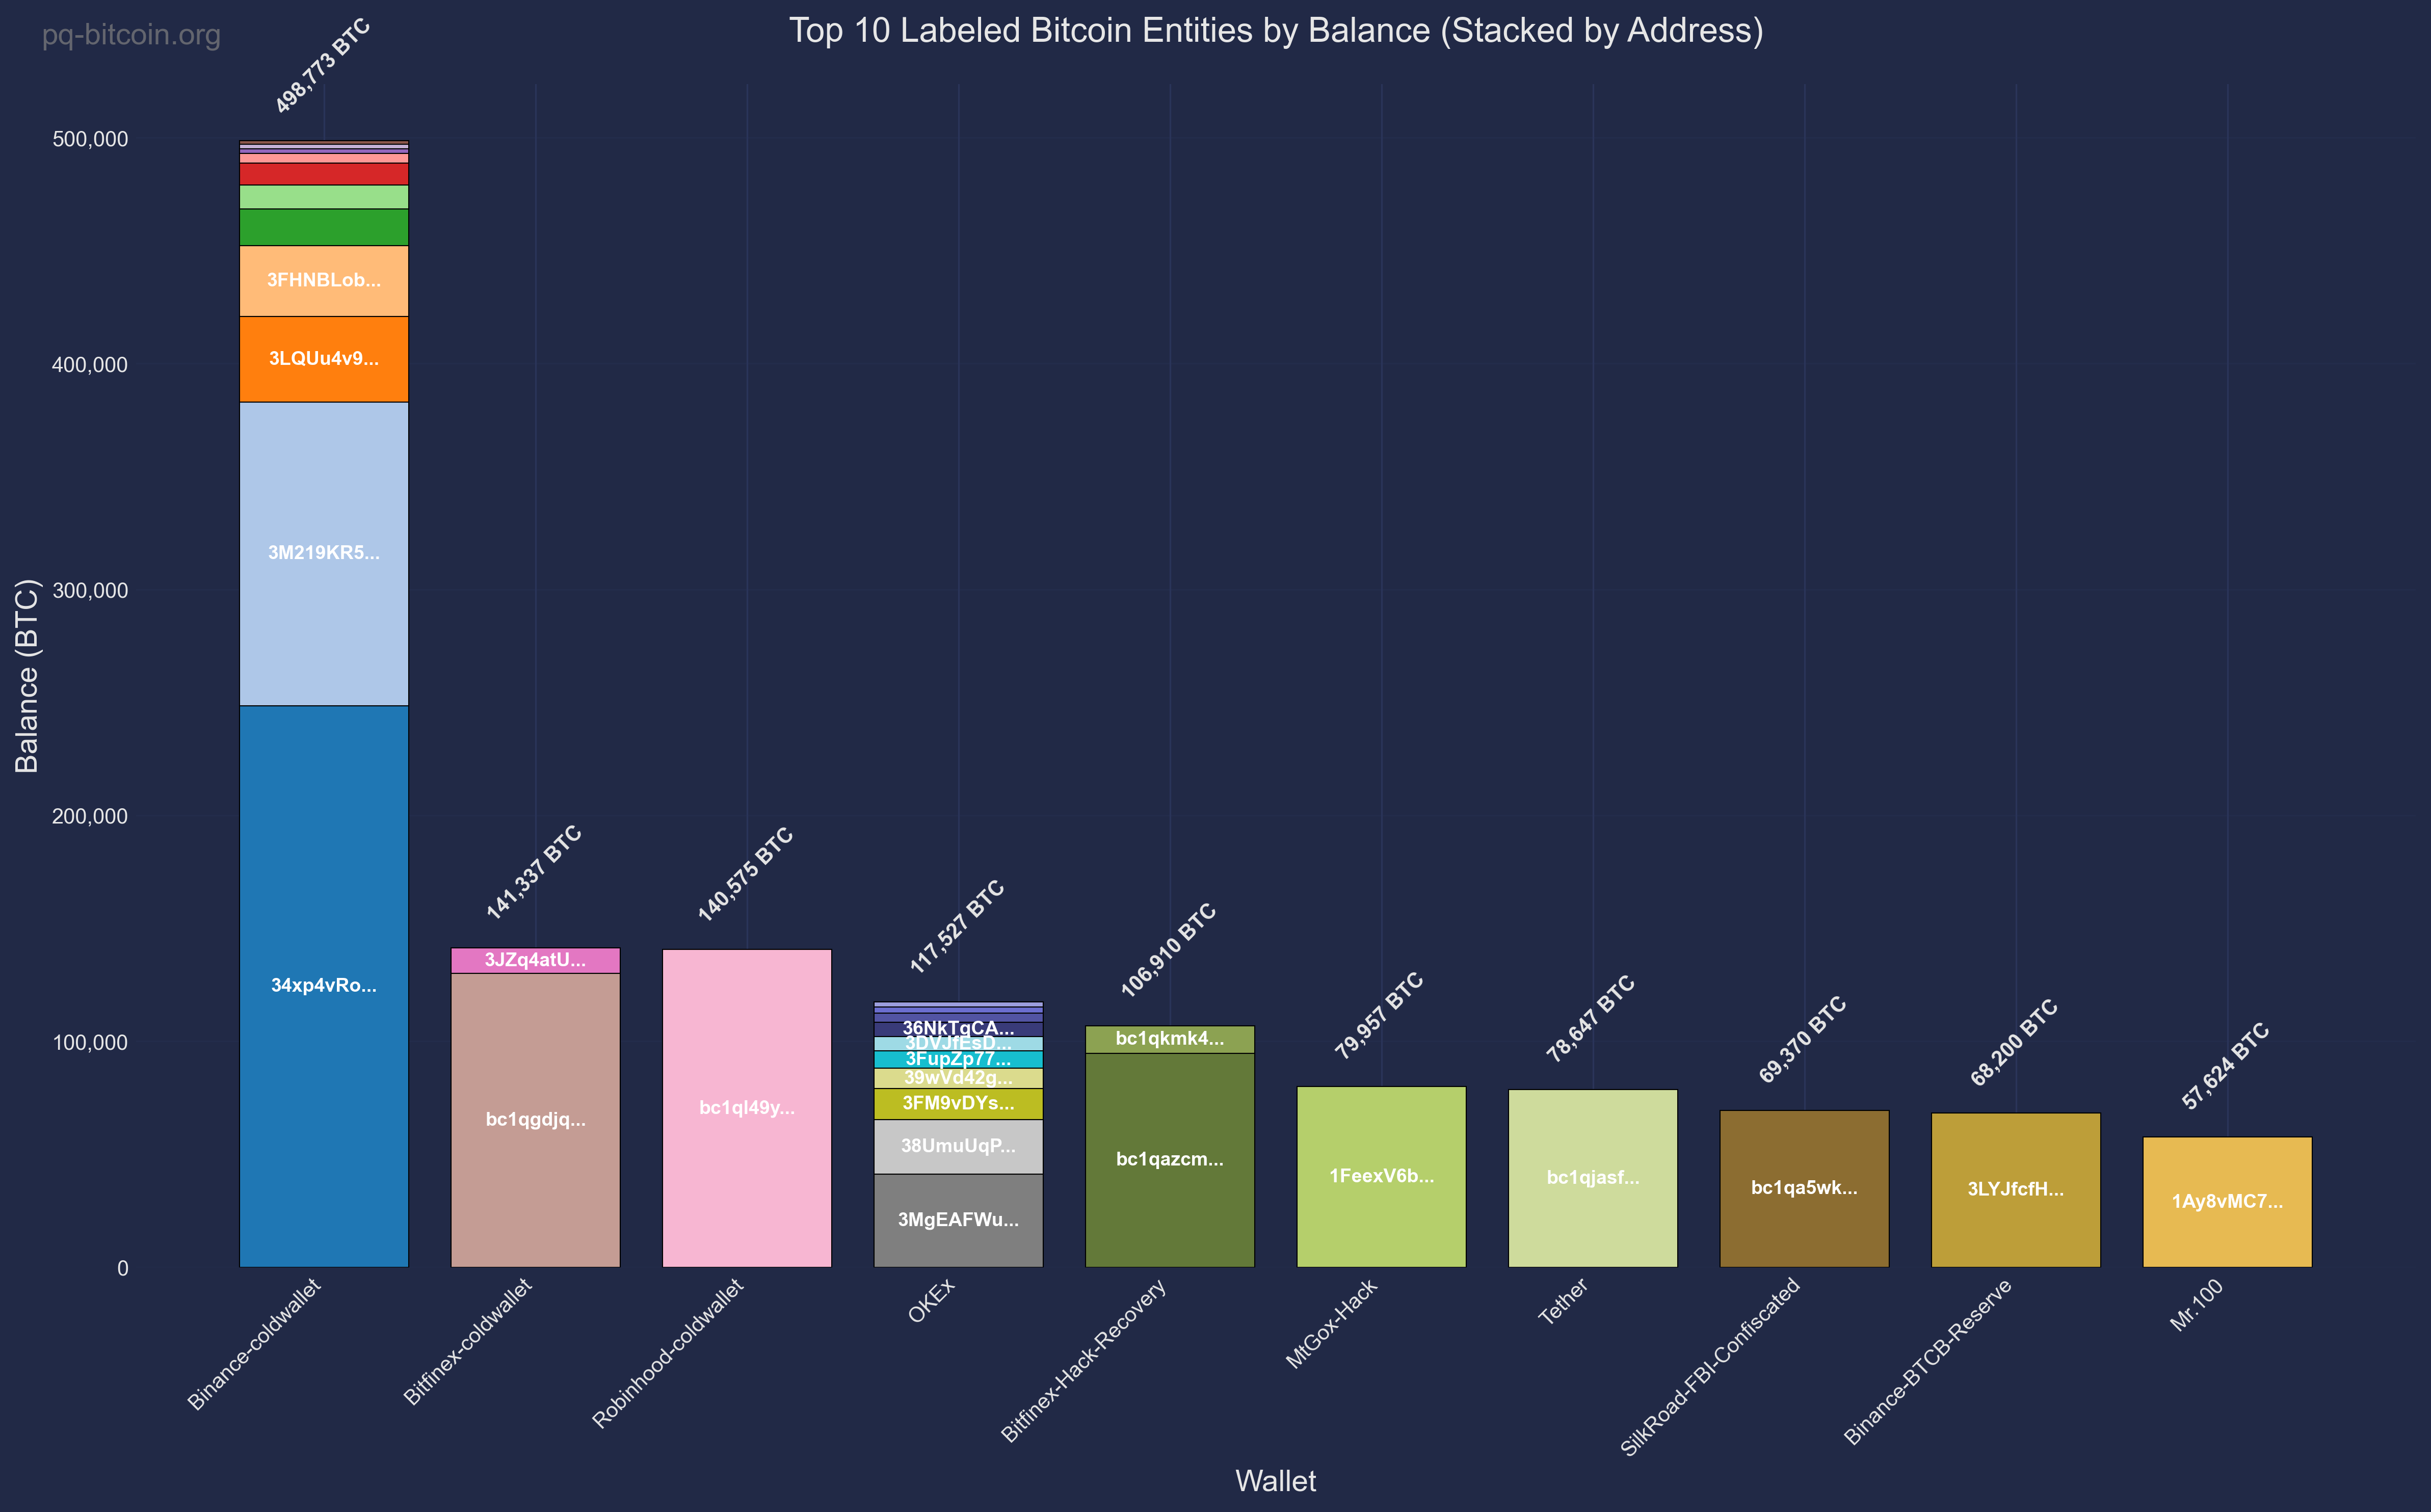 pq-bitcoin.org
Top 10 Labeled Bitcoin Entities by Balance (Stacked by Address)
Balance (BTC)
500,000
400,000
300,000
200,000
100,000
0
498,773 BTC
3FHNBLob...
3LQUu4v9...
3M219KR5...
34xp4vRo...
141,337 BTC
3JZq4atU...
bc1qgdjq...
140,575 BTC
bc1ql49y...
117,527 BTC
36NkTqCA...
3DVJfEsD...
3FupZp77...
39wVd42g...
3FM9vDYs...
38UmuUqP...
3MgEAFWu...
106,910 BTC
bc1qkmk4...
bc1qazcm...
79,957 BTC
1FeexV6b...
78,647 BTC
bc1qjasf...
69,370 BTC
bc1qa5wk...
68,200 BTC
3LYJfcfH...
57,624 BTC
1Ay8vMC7...
Binance-coldwallet
Bitfinex-coldwallet
Robinhood-coldwallet
OKEx
Bitfinex-Hack-Recovery
MtGox-Hack
Tether
SilkRoad-FBI-Confiscated
Binance-BTCB-Reserve
Mr.100
Wallet